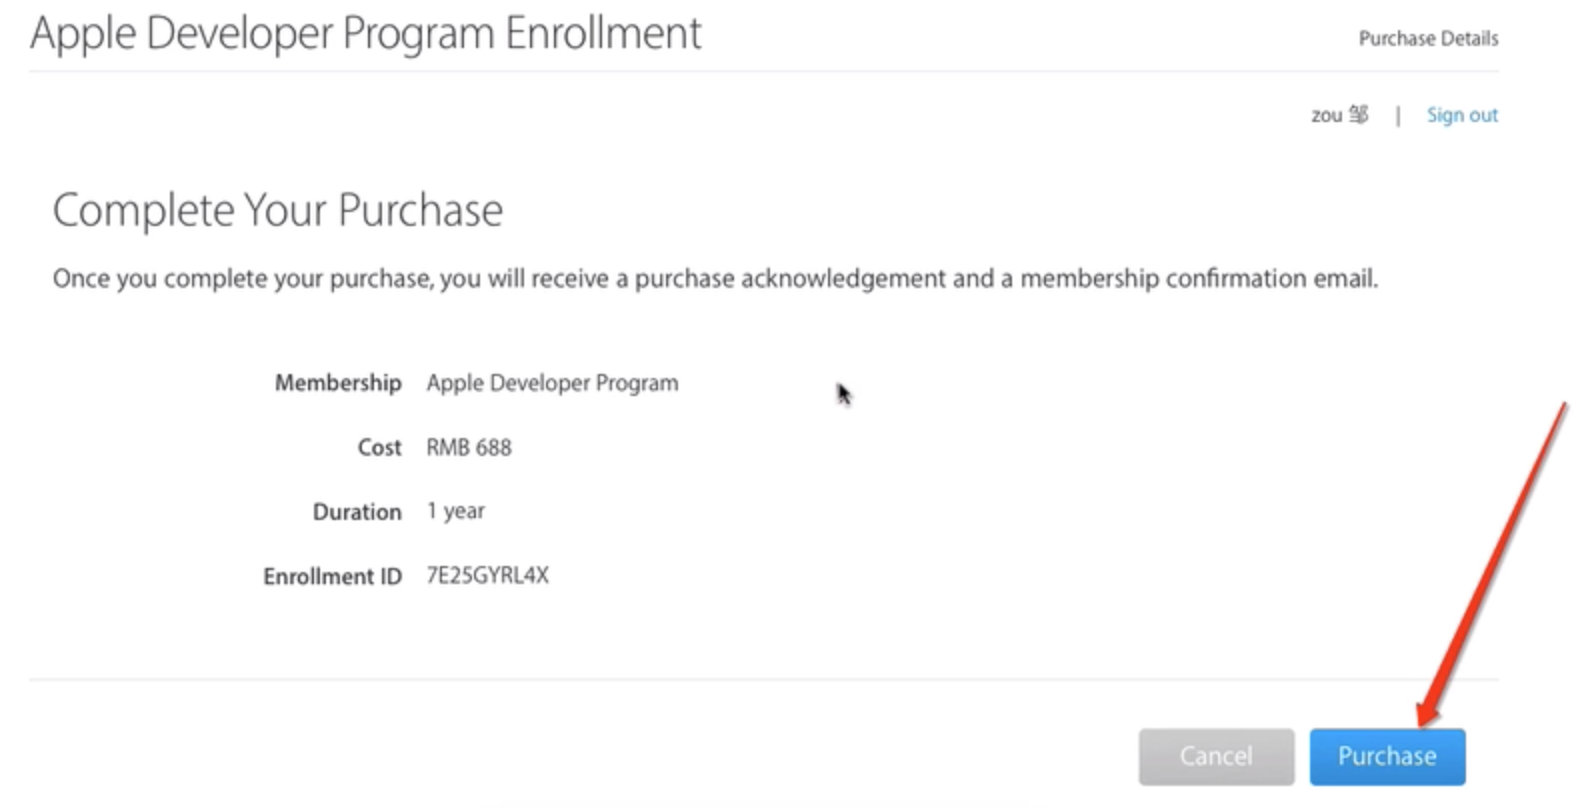 Apple Developer Program Enrollment
Purchase Details
zou 邹 | Sign out
Complete Your Purchase
Once you complete your purchase, you will receive a purchase acknowledgement and a membership confirmation email.
Membership Apple Developer Program
Cost RMB 688
Duration 1 year
Enrollment ID 7E25GYRL4X
Cancel
Purchase